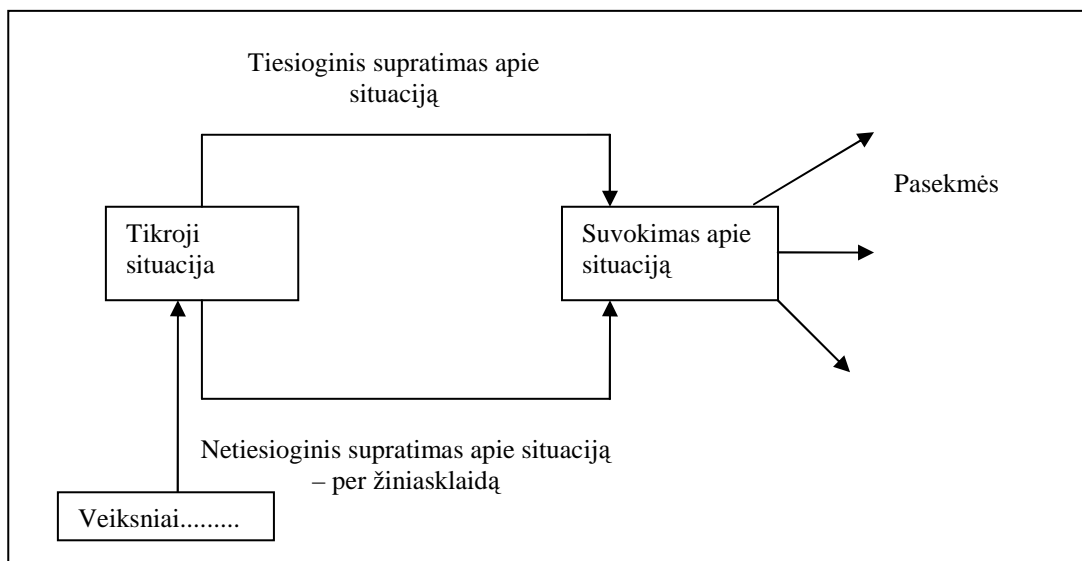 Tiesioginis supratimas apie
situaciją
Pasekmės
Tikroji
situacija
Suvokimas apie
situaciją
Netiesioginis supratimas apie situaciją
– per žiniasklaidą
Veiksniai.........